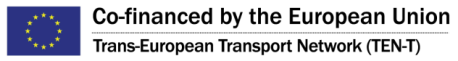 Co-financed by the European Union
Trans-European Transport Network (TEN-T)